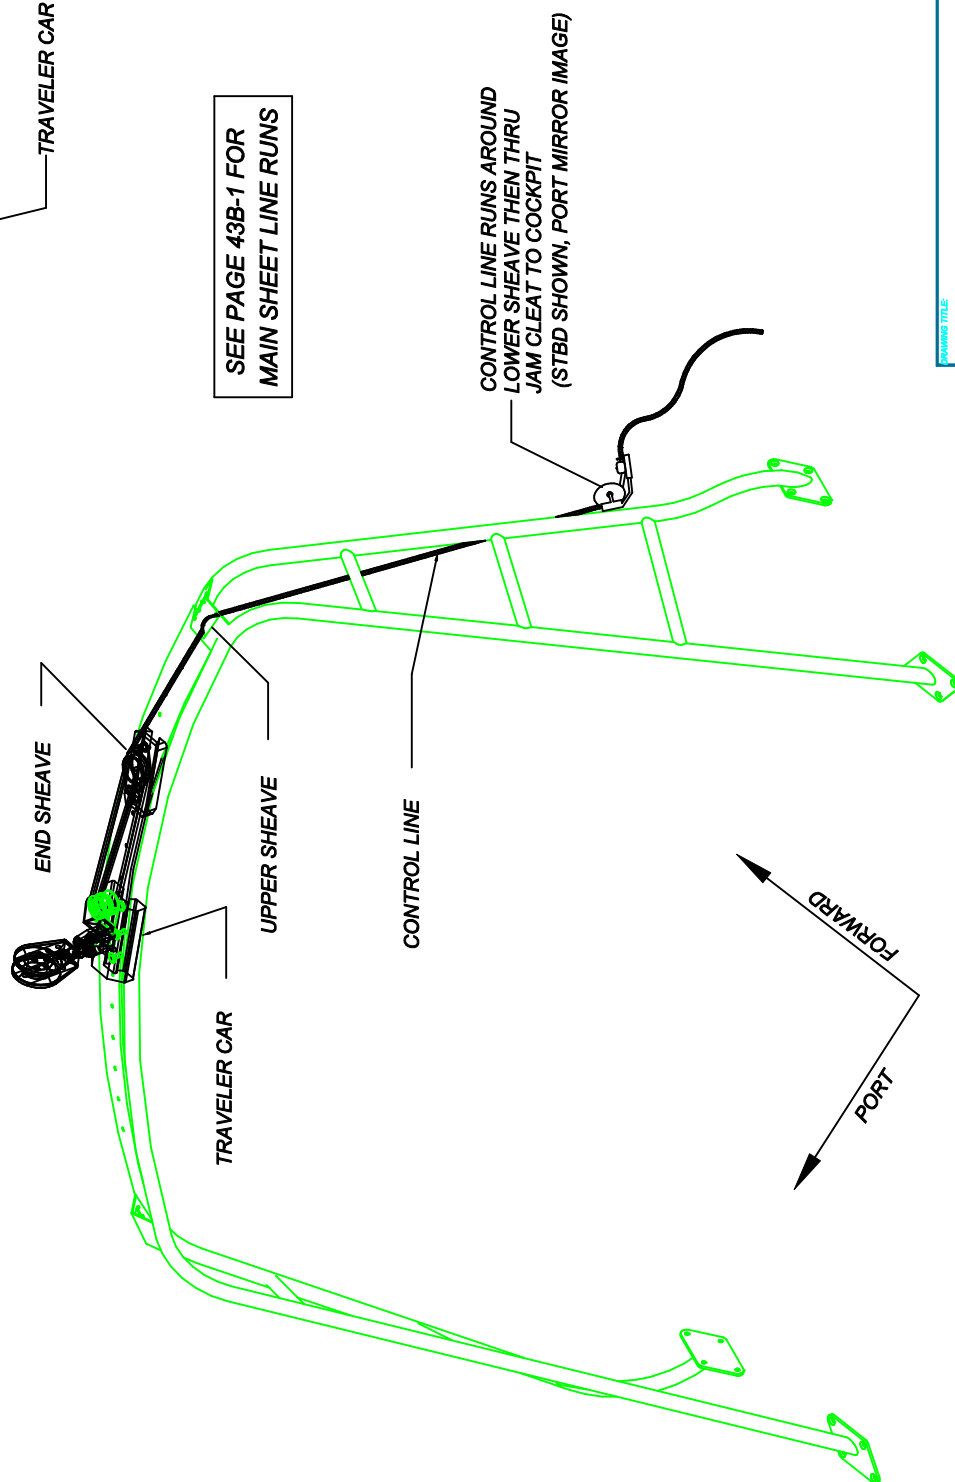 TRAVELER CAR
SEE PAGE 43B-1 FOR
MAIN SHEET LINE RUNS
CONTROL LINE RUNS AROUND
LOWER SHEAVE THEN THRU
JAM CLEAT TO COCKPIT
(STBD SHOWN, PORT MIRROR IMAGE)
END SHEAVE
UPPER SHEAVE
CONTROL LINE
TRAVELER CAR
FORWARD
PORT
DRAWING TITLE: